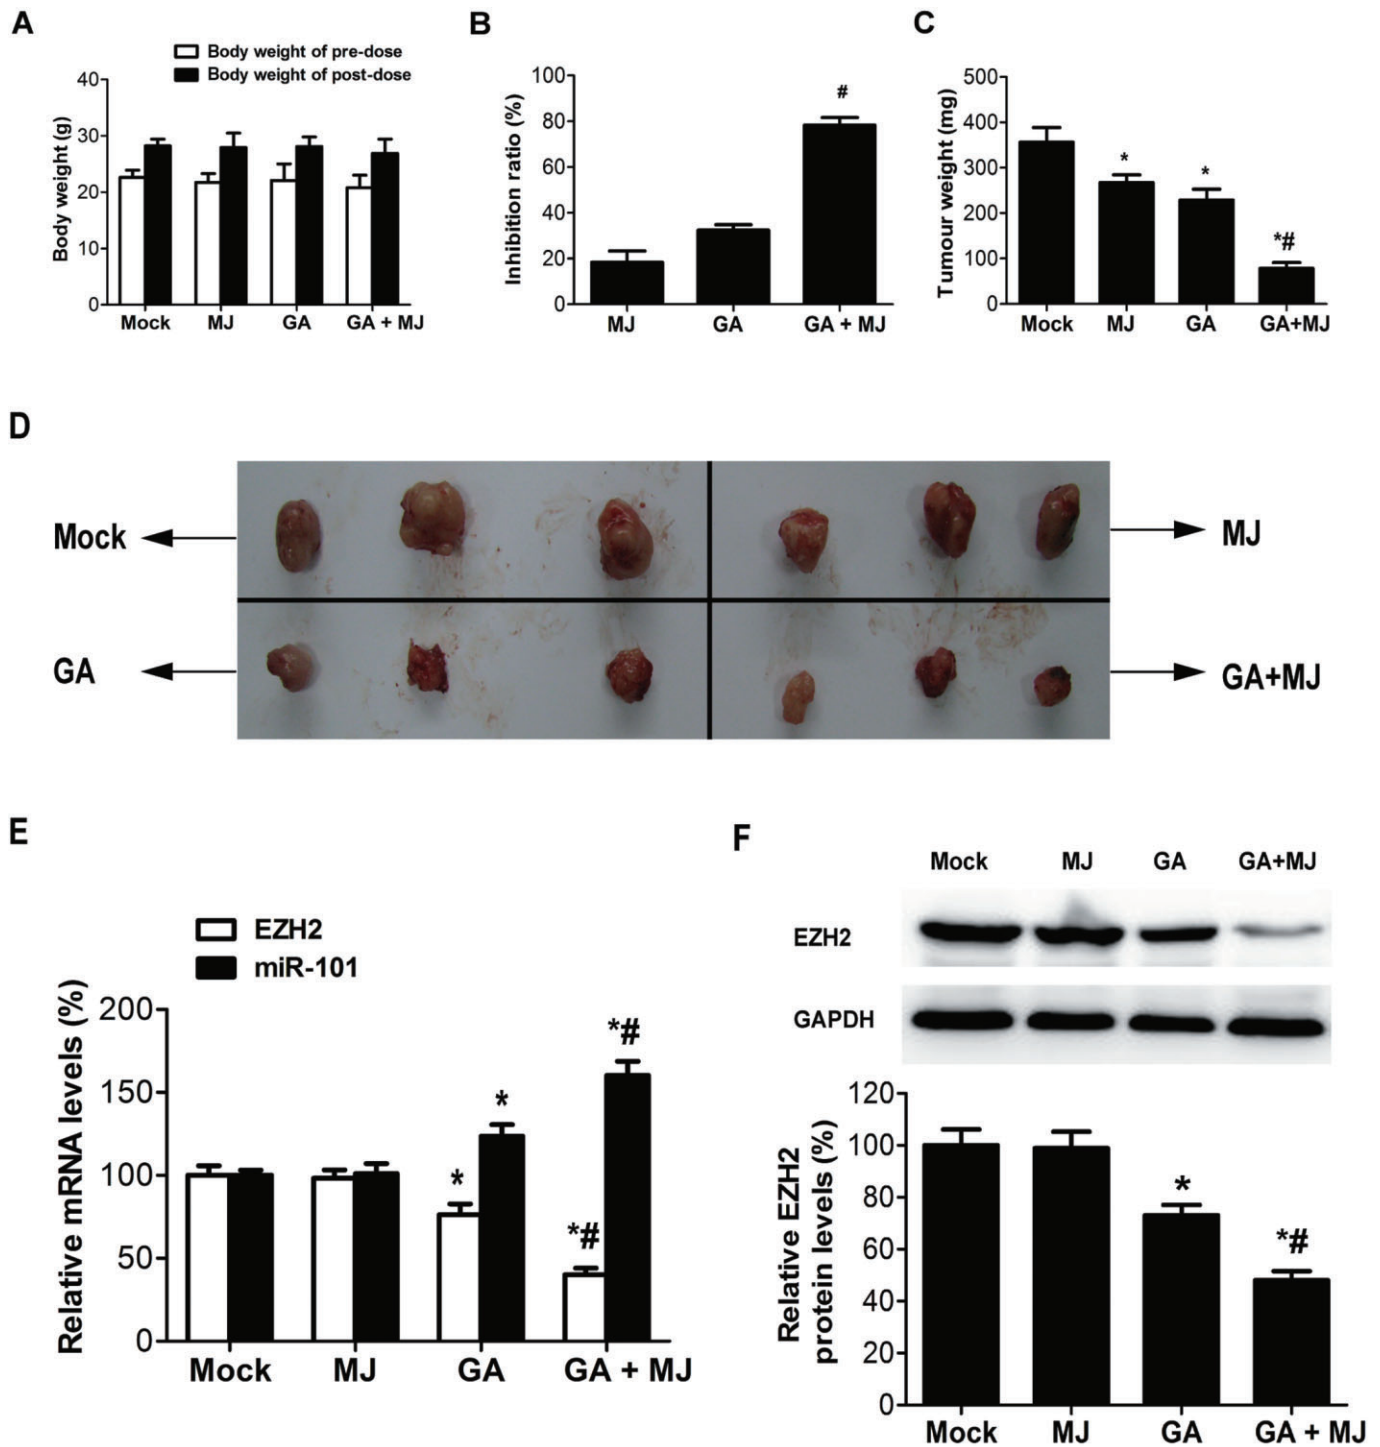 A
Body weight of pre-dose
Body weight of post-dose
Body weight (g)
40
30
20
10
0
Mock MJ GA GA + MJ
B
Inhibition ratio (%)
100
80
60
40
20
0
#
MJ GA GA + MJ
C
Tumour weight (mg)
500
400
300
200
100
0
*
*
*#
Mock MJ GA GA+MJ
D
Mock
MJ
GA
GA+MJ
E
EZH2
miR-101
Relative mRNA levels (%)
200
150
100
50
0
*
*
*#
*#
Mock MJ GA GA + MJ
F
Mock MJ GA GA+MJ
EZH2
GAPDH
Relative EZH2
protein levels (%)
120
100
80
60
40
20
0
*
*#
Mock MJ GA GA + MJ